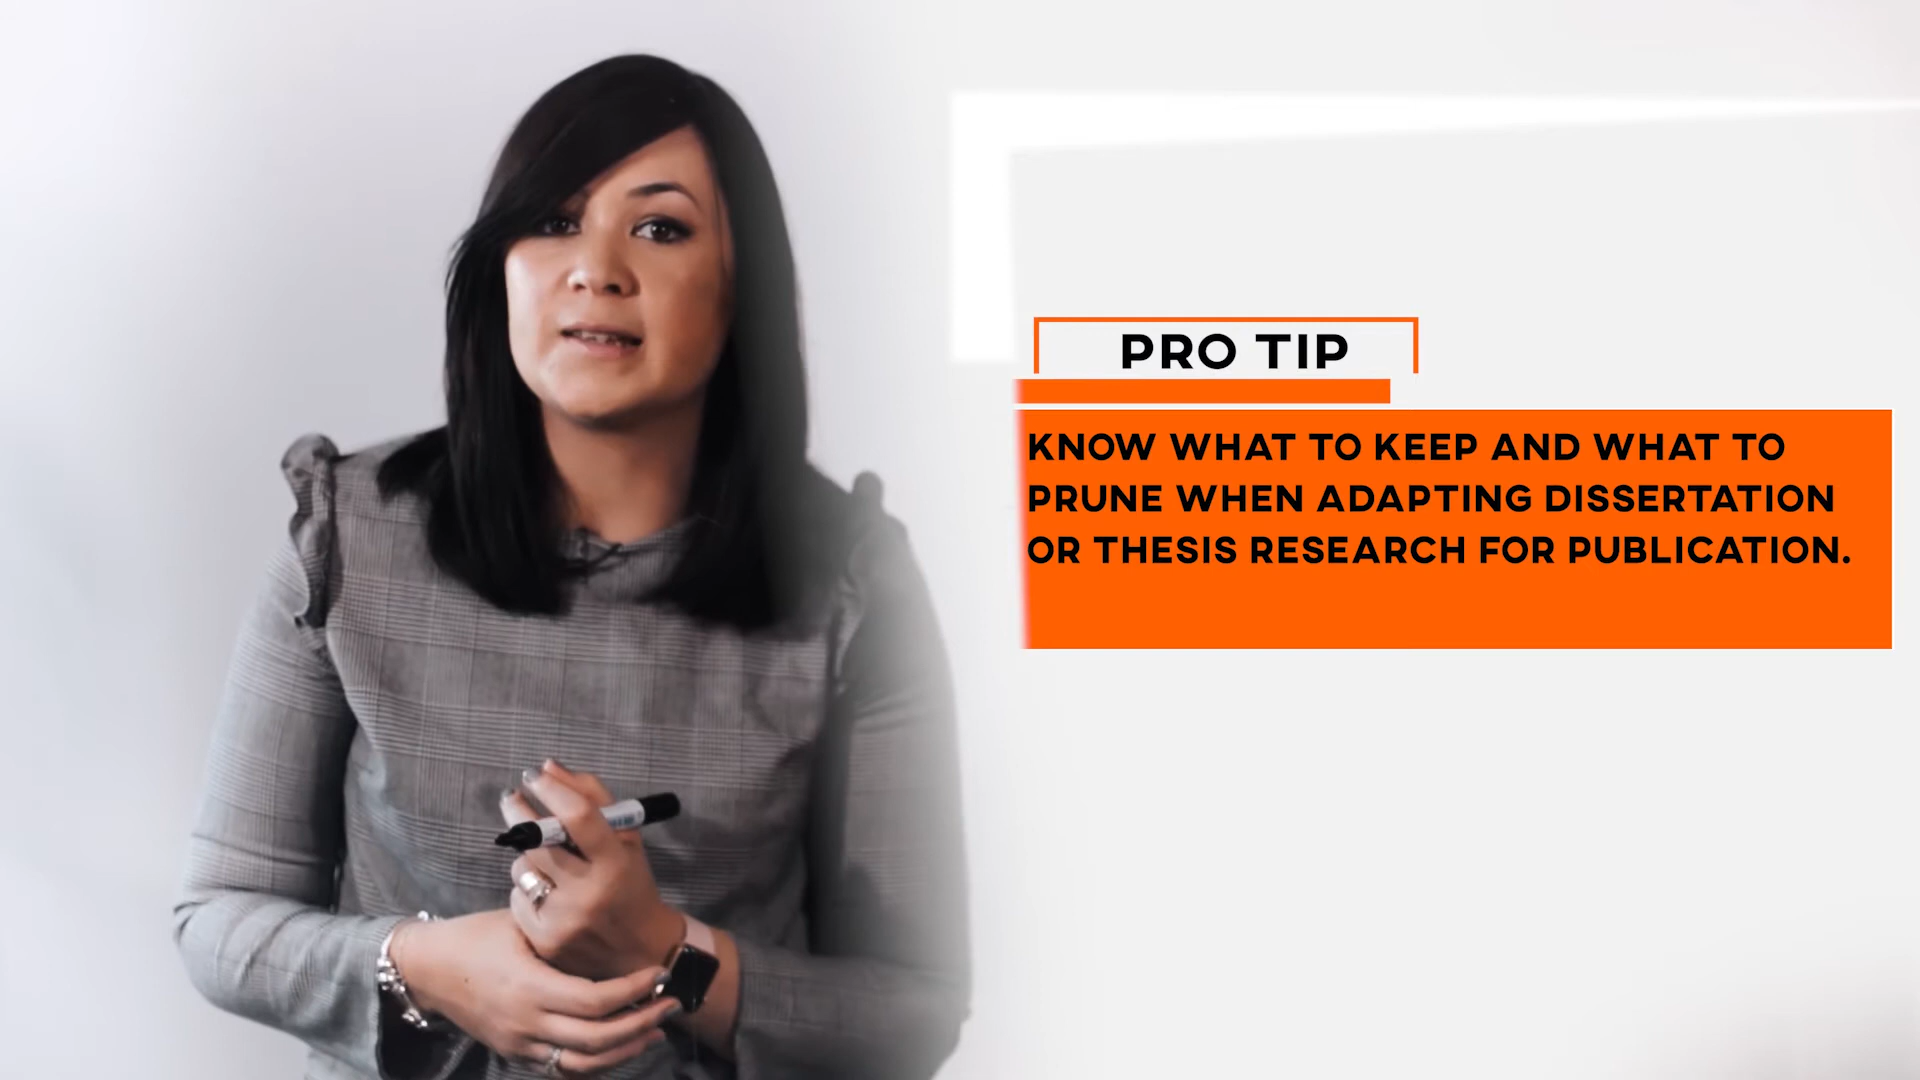 PRO TIP
KNOW WHAT TO KEEP AND WHAT TO
PRUNE WHEN ADAPTING DISSERTATION
OR THESIS RESEARCH FOR PUBLICATION.